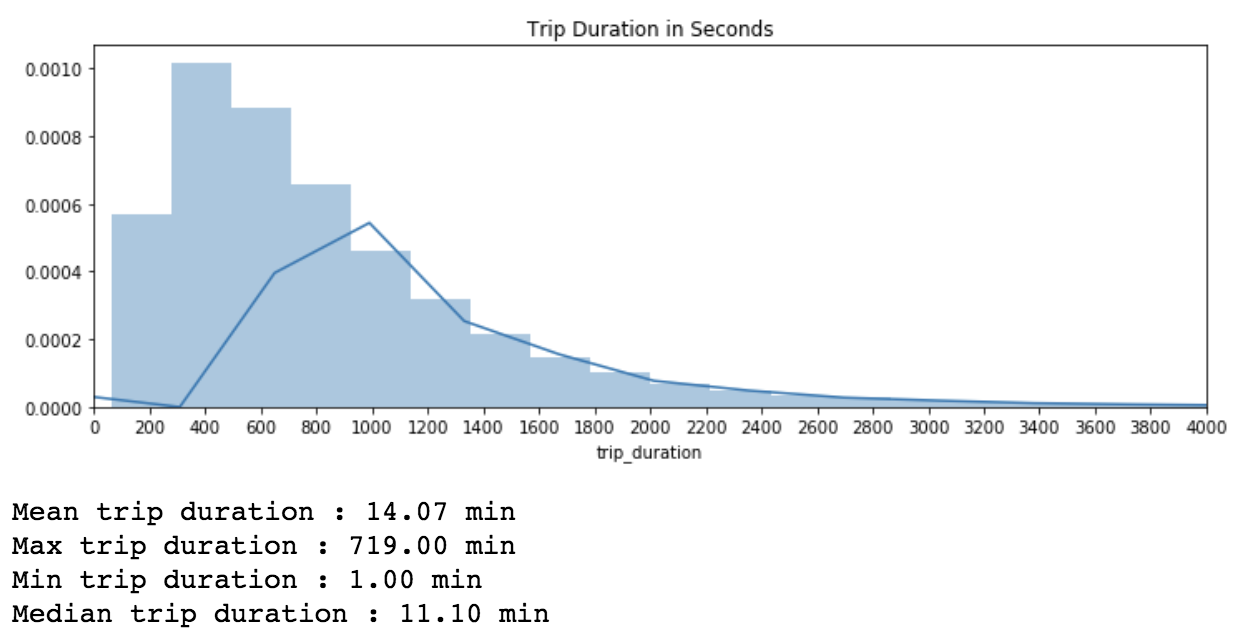 Trip Duration in Seconds
0.0010
0.0008
0.0006
0.0004
0.0002
0.0000
0 200 400 600 800 1000 1200 1400 1600 1800 2000 2200 2400 2600 2800 3000 3200 3400 3600 3800 4000
trip_duration
Mean trip duration : 14.07 min
Max trip duration : 719.00 min
Min trip duration : 1.00 min
Median trip duration : 11.10 min